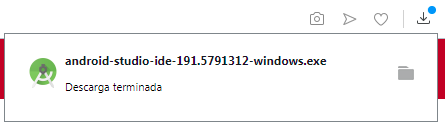 android-studio-ide-191.5791312-windows.exe
Descarga terminada